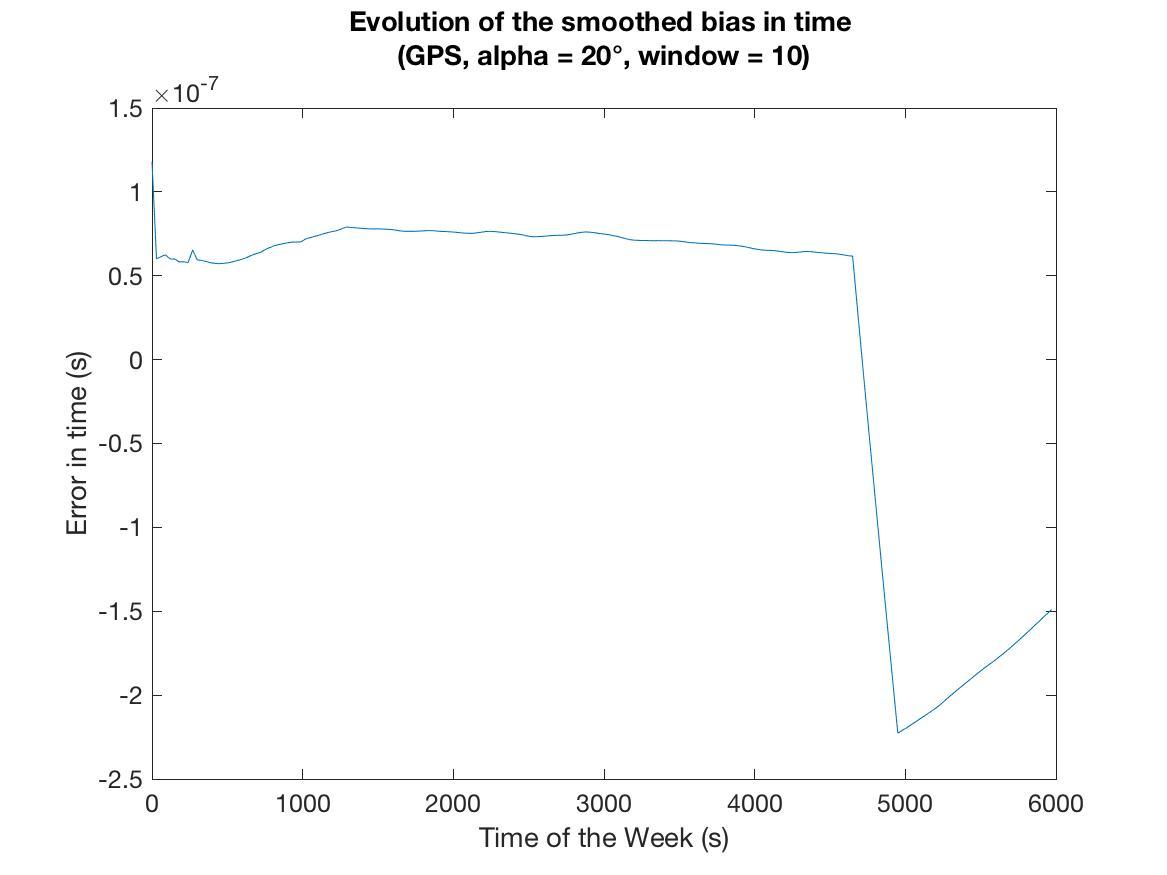 Evolution of the smoothed bias in time
(GPS, alpha = 20°, window = 10)
×10⁻⁷
1.5
1
0.5
0
-0.5
-1
-1.5
-2
-2.5
Error in time (s)
0 1000 2000 3000 4000 5000 6000
Time of the Week (s)